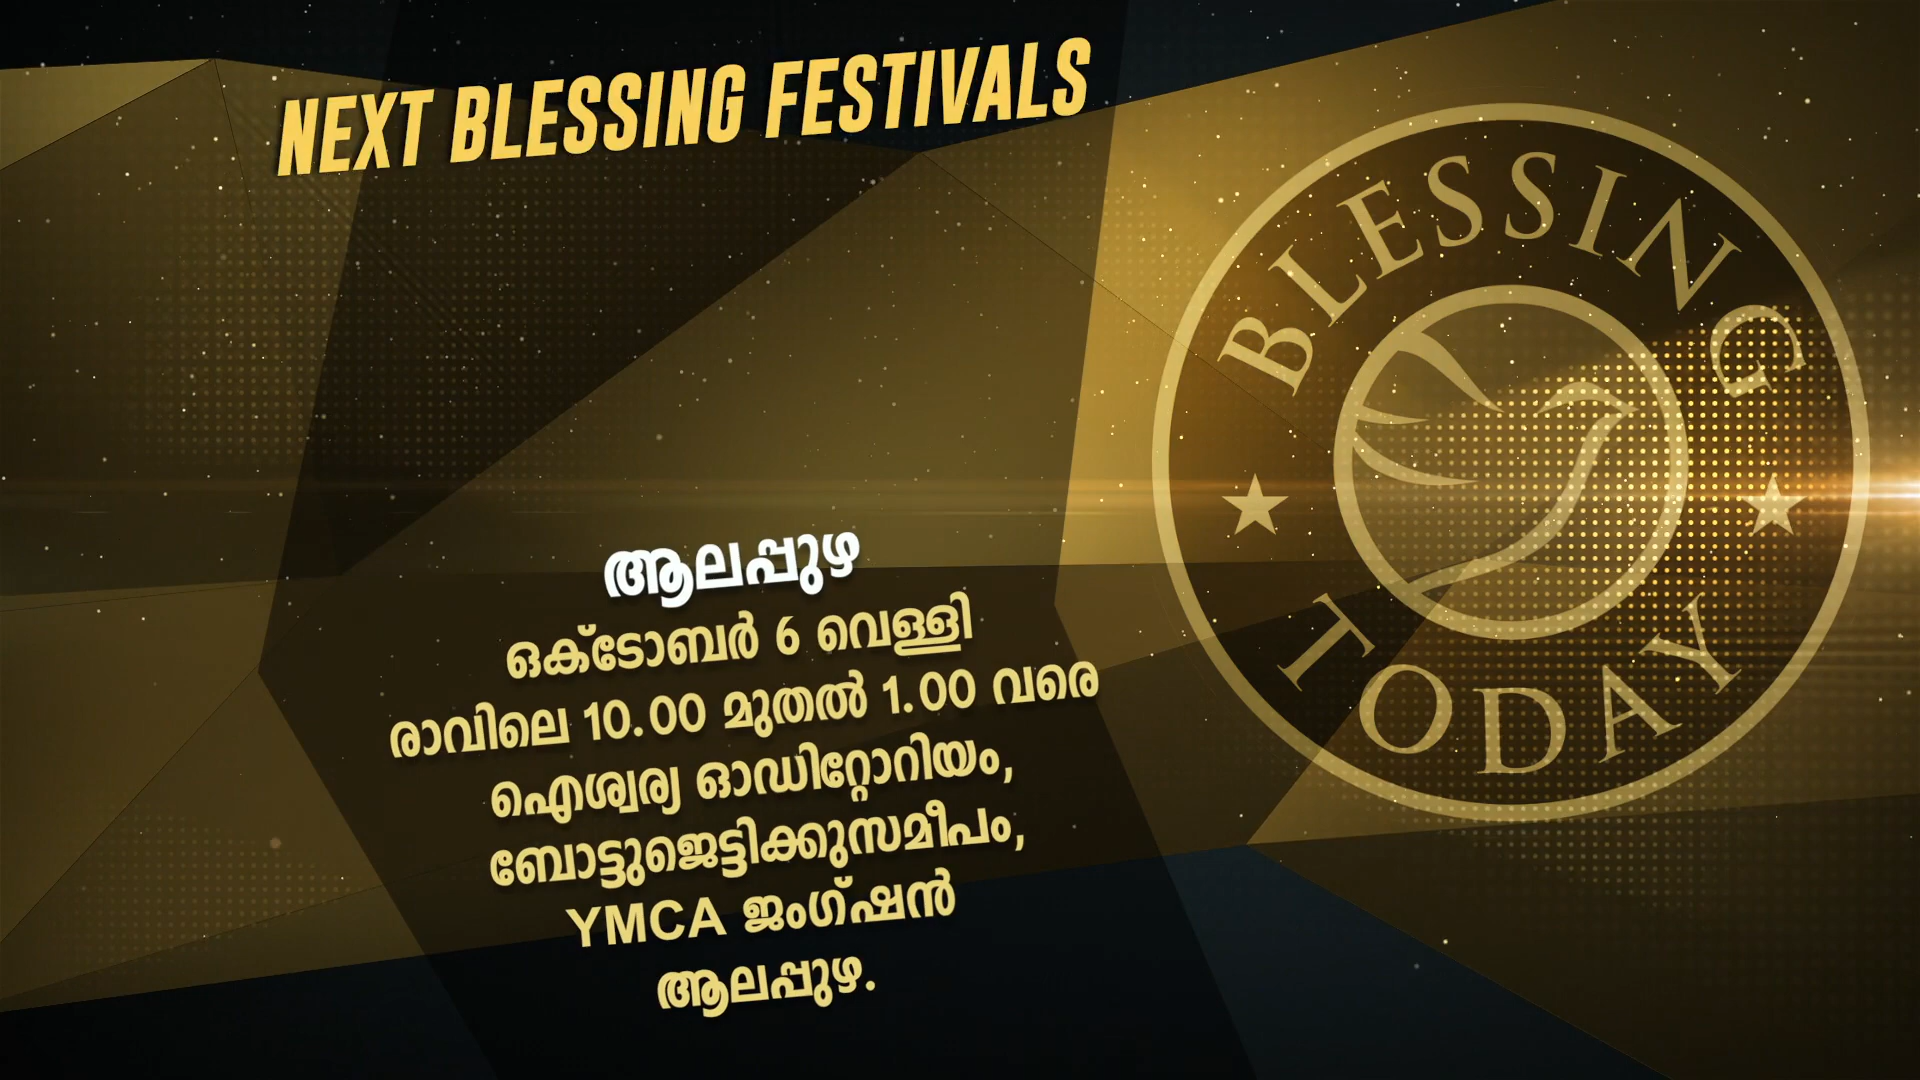 NEXT BLESSING FESTIVALS
ആലപ്പുഴ
ഒക്ടോബർ 6 വെള്ളി
രാവിലെ 10.00 മുതൽ 1.00 വരെ
ഐശ്വര്യ ഓഡിറ്റോറിയം,
ബോട്ടുജെട്ടിക്കുസമീപം,
YMCA ജംഗ്ഷൻ
ആലപ്പുഴ.
BLESSING
TODAY